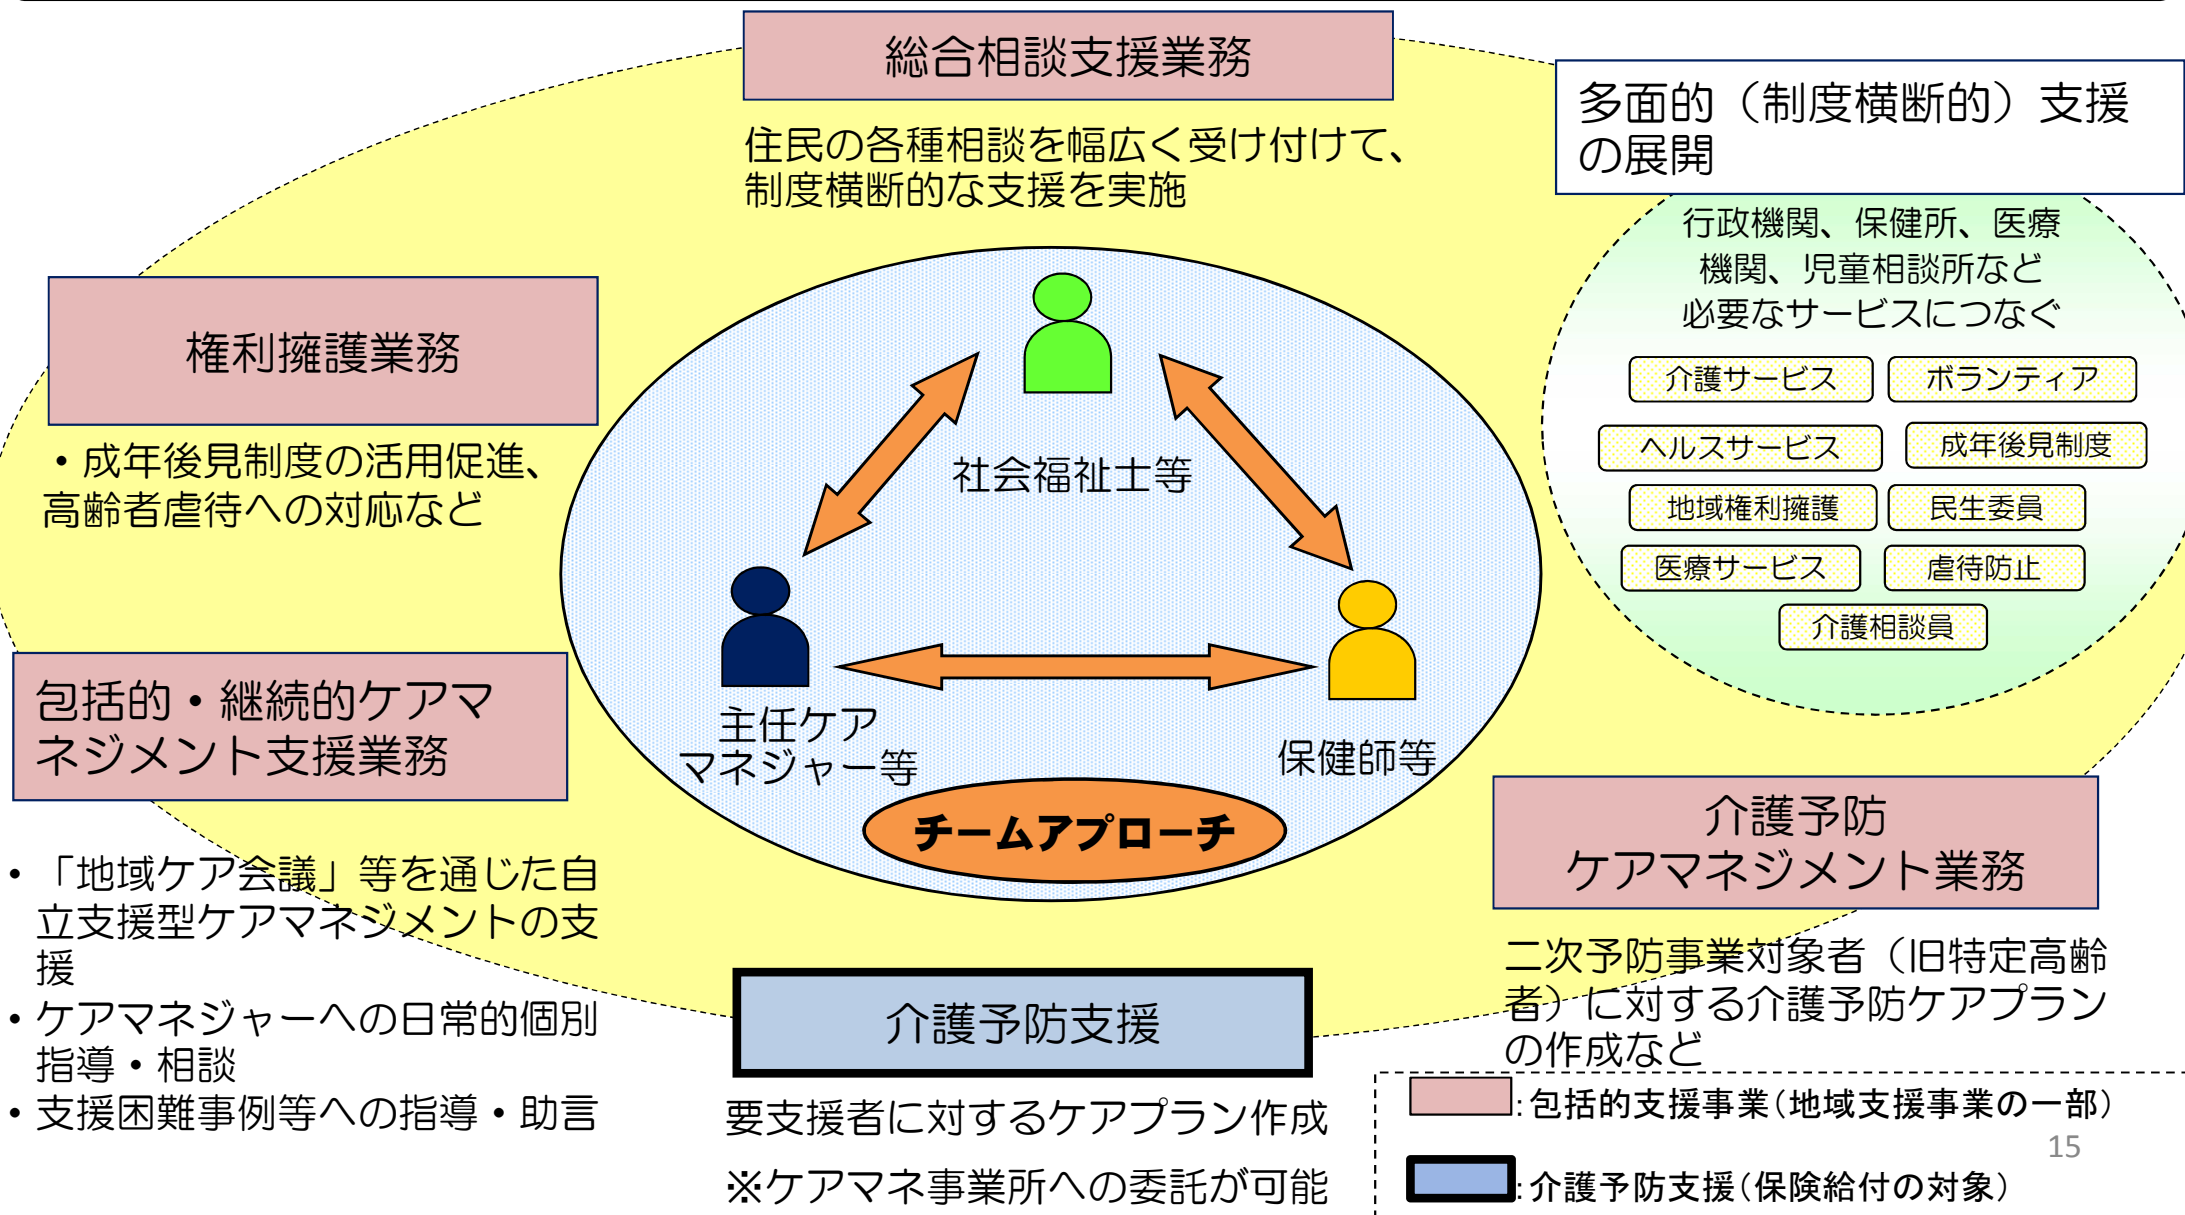 総合相談支援業務
住民の各種相談を幅広く受け付けて、
制度横断的な支援を実施
多面的（制度横断的）支援
の展開
行政機関、保健所、医療
機関、児童相談所など
必要なサービスにつなぐ
介護サービス
ボランティア
ヘルスサービス
成年後見制度
地域権利擁護
民生委員
医療サービス
虐待防止
介護相談員
権利擁護業務
・成年後見制度の活用促進、
高齢者虐待への対応など
社会福祉士等
主任ケア
マネジャー等
保健師等
チームアプローチ
包括的・継続的ケアマ
ネジメント支援業務
・「地域ケア会議」等を通じた自
立支援型ケアマネジメントの支
援
・ケアマネジャーへの日常的個別
指導・相談
・支援困難事例等への指導・助言
介護予防
ケアマネジメント業務
二次予防事業対象者（旧特定高齢
者）に対する介護予防ケアプラン
の作成など
介護予防支援
要支援者に対するケアプラン作成
※ケアマネ事業所への委託が可能
：包括的支援事業（地域支援事業の一部）
：介護予防支援（保険給付の対象）
15